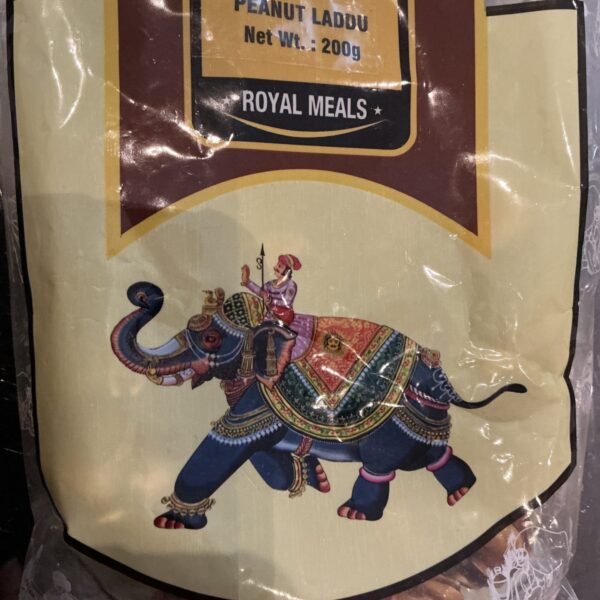 PEANUT LADDU
Net Wt. : 200g
ROYAL MEALS